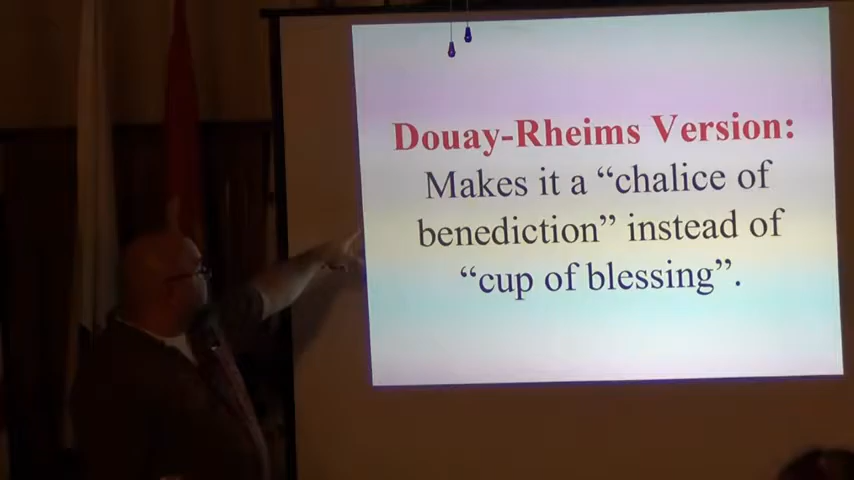 Douay-Rheims Version:
Makes it a “chalice of
benediction” instead of
“cup of blessing”.